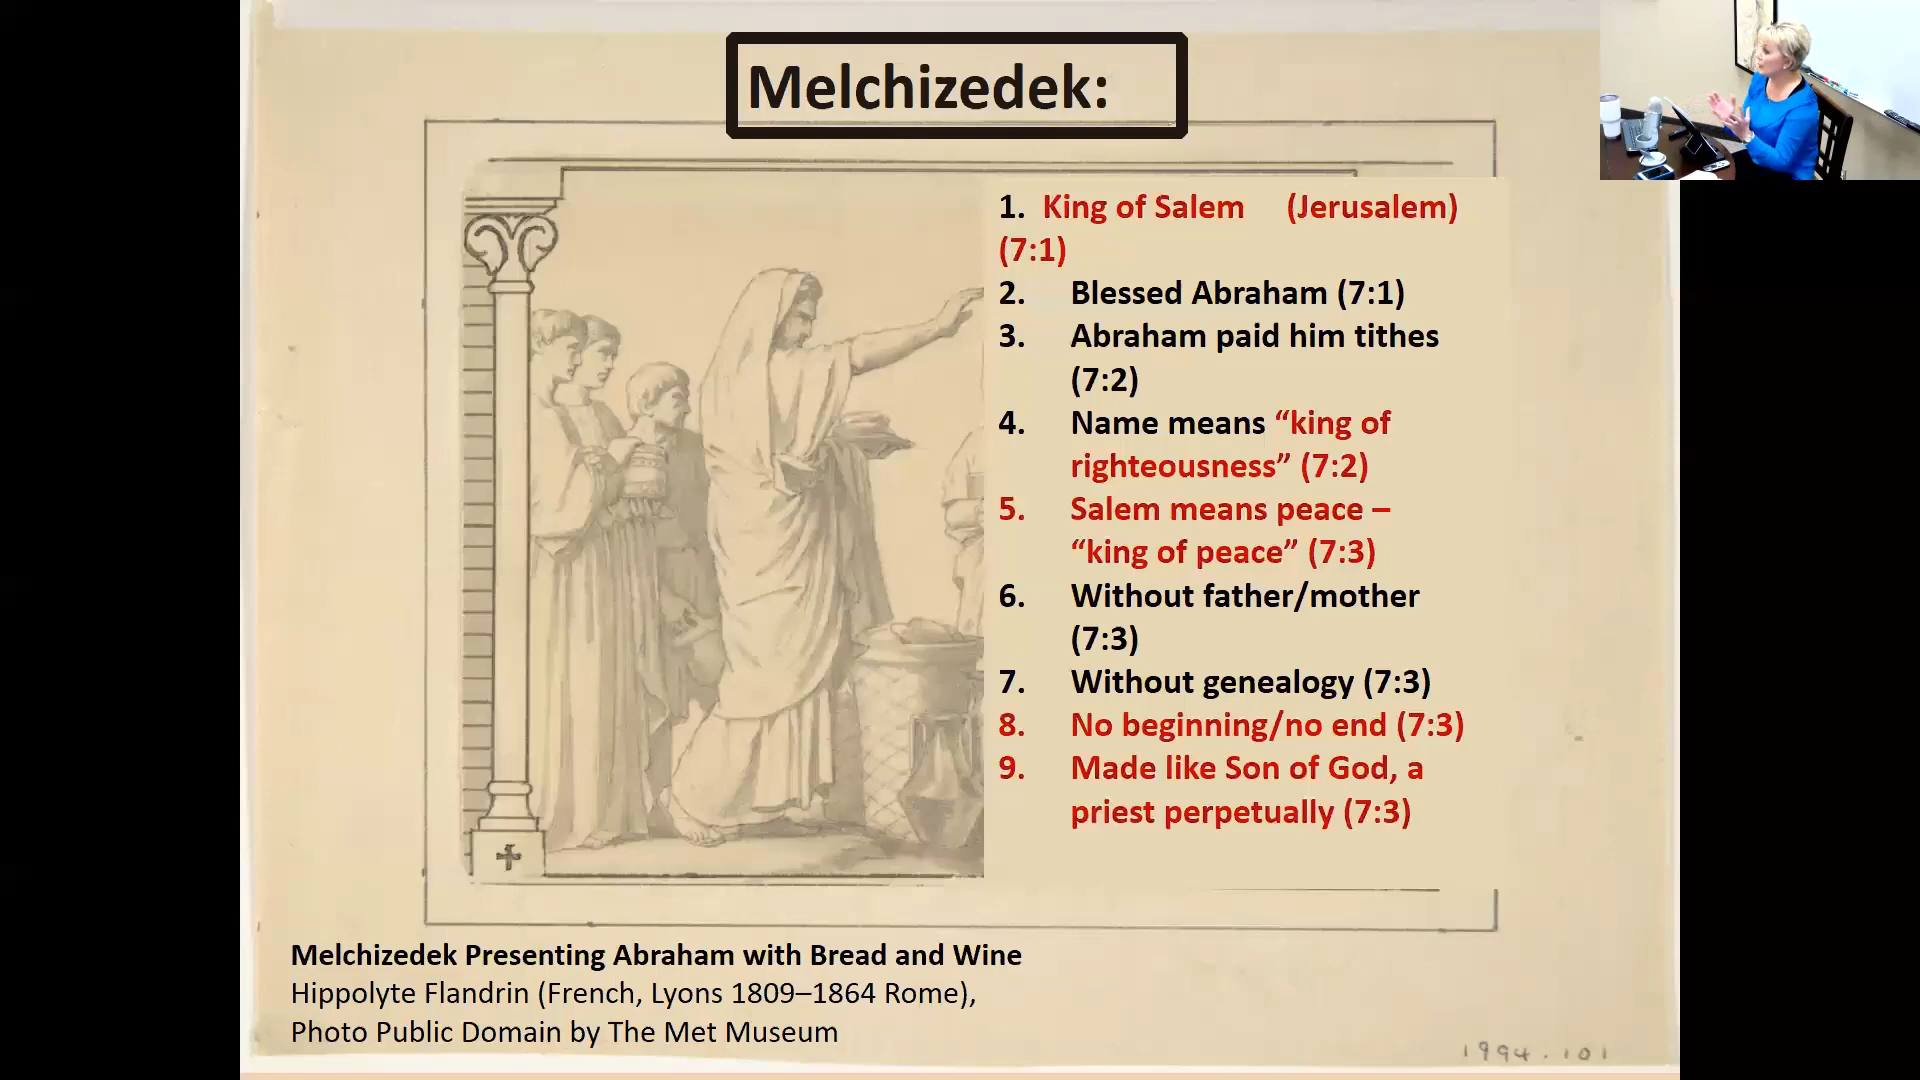 Melchizedek:
1. King of Salem (Jerusalem)
(7:1)
2. Blessed Abraham (7:1)
3. Abraham paid him tithes
(7:2)
4. Name means “king of
righteousness” (7:2)
5. Salem means peace –
“king of peace” (7:3)
6. Without father/mother
(7:3)
7. Without genealogy (7:3)
8. No beginning/no end (7:3)
9. Made like Son of God, a
priest perpetually (7:3)
Melchizedek Presenting Abraham with Bread and Wine
Hippolyte Flandrin (French, Lyons 1809–1864 Rome),
Photo Public Domain by The Met Museum
1994.101